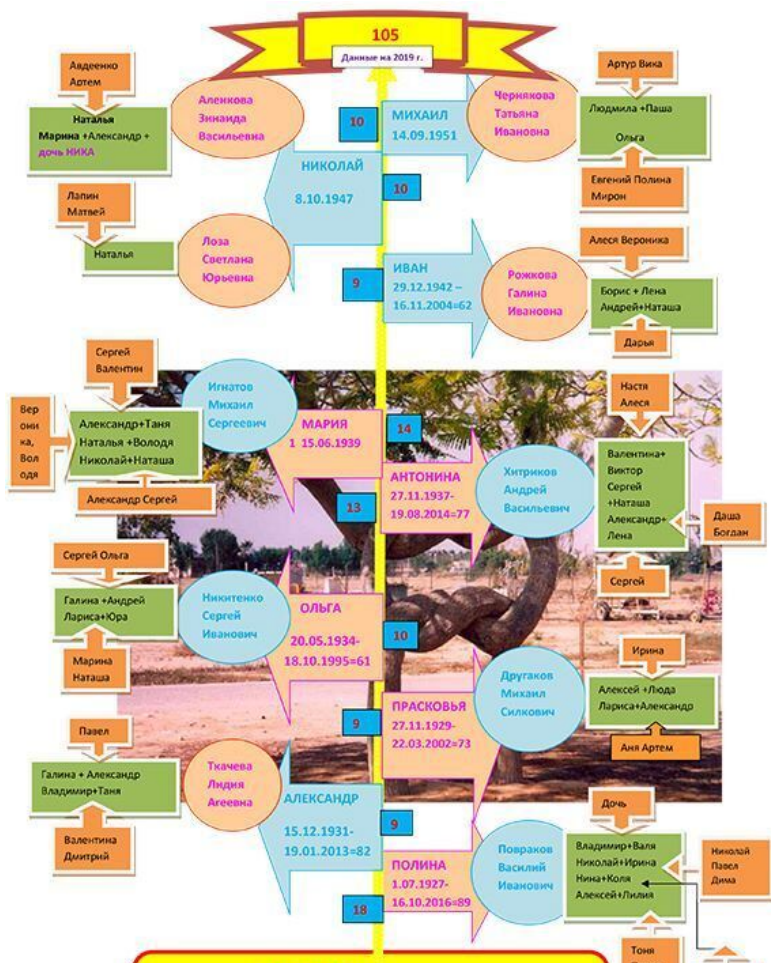 105
Данные на 2019 г.
Авдеенко
Артем
Наталья
Марина +Александр +
дочь НИКА
Аленкова
Зинаида
Васильевна
10
МИХАИЛ
14.09.1951
Чернякова
Татьяна
Ивановна
Артур Вика
Людмила +Паша
Ольга
Евгений Полина
Мирон
НИКОЛАЙ
8.10.1947
10
Лапин
Матвей
Наталья
Лоза
Светлана
Юрьевна
9
ИВАН
29.12.1942 –
16.11.2004=62
Рожкова
Галина
Ивановна
Алеся Вероника
Борис + Лена
Андрей+Наташа
Дарья
Сергей
Валентин
Вер
они
ка,
Вол
одя
Александр+Таня
Наталья +Володя
Николай+Наташа
Александр Сергей
Игнатов
Михаил
Сергеевич
МАРИЯ
1 15.06.1939
14
АНТОНИНА
27.11.1937-
19.08.2014=77
13
Хитриков
Андрей
Васильевич
Настя
Алеся
Валентина+
Виктор
Сергей
+Наташа
Александр+
Лена
Даша
Богдан
Сергей
Сергей Ольга
Галина +Андрей
Лариса+Юра
Марина
Наташа
Никитенко
Сергей
Иванович
ОЛЬГА
20.05.1934-
18.10.1995=61
10
ПРАСКОВЬЯ
27.11.1929-
22.03.2002=73
9
Другаков
Михаил
Силкович
Ирина
Алексей +Люда
Лариса+Александр
Аня Артем
Павел
Галина + Александр
Владимир+Таня
Валентина
Дмитрий
Ткачева
Лидия
Агеевна
АЛЕКСАНДР
15.12.1931-
19.01.2013=82
9
ПОЛИНА
1.07.1927-
16.10.2016=89
18
Повраков
Василий
Иванович
Дочь
Владимир+Валя
Николай+Ирина
Нина+Коля
Алексей+Лилия
Николай
Павел
Дима
Тоня